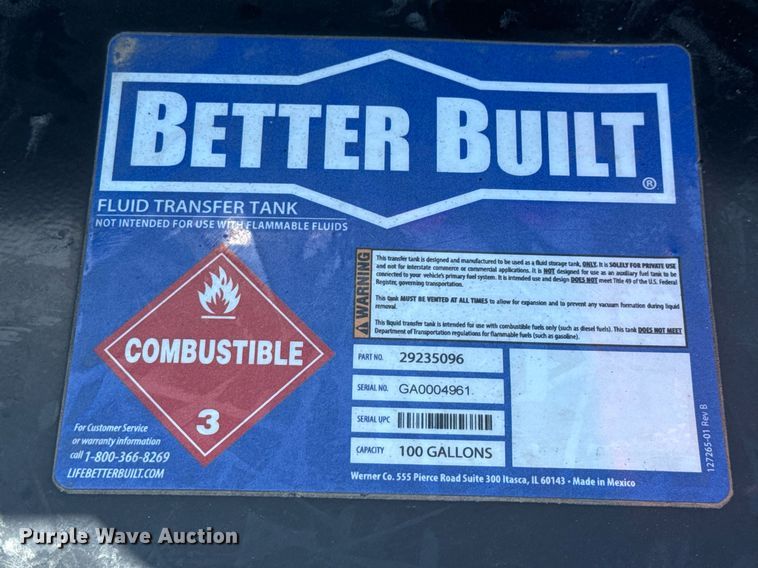 BETTER BUILT
®
FLUID TRANSFER TANK
NOT INTENDED FOR USE WITH FLAMMABLE FLUIDS
WARNING
This transfer tank is designed and manufactured to be used as a fluid storage tank, ONLY. It is SOLELY FOR PRIVATE USE
and not for interstate commerce or commercial applications. It is NOT designed for use as an auxiliary fuel tank to be
connected to your vehicle's primary fuel system. It is intended use and design DOES NOT meet Title 49 of the U.S. Federal
Register, governing transportation.
This tank MUST BE VENTED AT ALL TIMES to allow for expansion and to prevent any vacuum formation during liquid
removal.
This liquid transfer tank is intended for use with combustible fuels only (such as diesel fuels). This tank DOES NOT MEET
Department of Transportation regulations for flammable fuels (such as gasoline).
COMBUSTIBLE
3
PART NO. 29235096
SERIAL NO. GA0004961
SERIAL UPC
CAPACITY 100 GALLONS
For Customer Service
or warranty information
call 1-800-366-8269
LIFEBETTERBUILT.COM
Werner Co. 555 Pierce Road Suite 300 Itasca, IL 60143 • Made in Mexico
127265-01 Rev B
Purple Wave Auction